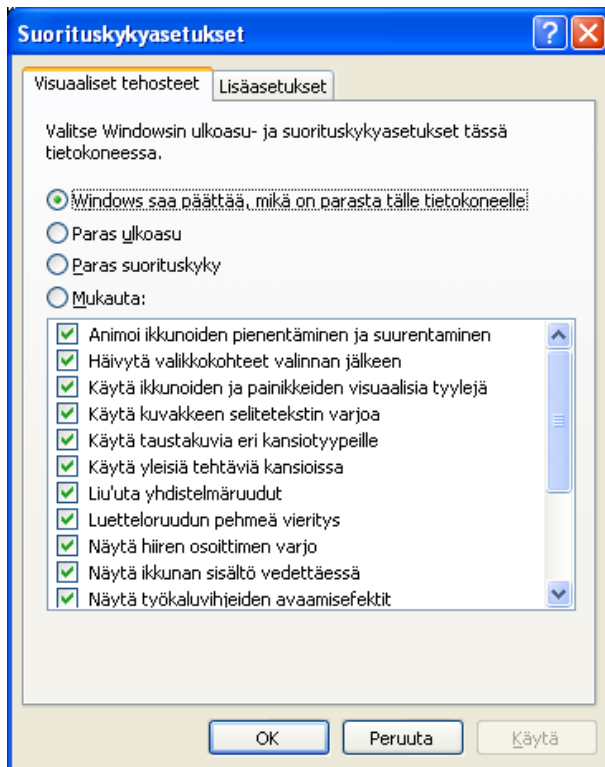 Suorituskykyasetukset
Visuaaliset tehosteet
Lisäasetukset
Valitse Windowsin ulkoasu- ja suorituskykyasetukset tässä
tietokoneessa.
Windows saa päättää, mikä on parasta tälle tietokoneelle
Paras ulkoasu
Paras suorituskyky
Mukauta:
Animoi ikkunoiden pienentäminen ja suurentaminen
Häivytä valikkokohteet valinnan jälkeen
Käytä ikkunoiden ja painikkeiden visuaalisia tyylejä
Käytä kuvakkeen selitetekstin varjoa
Käytä taustakuvia eri kansiotyypeille
Käytä yleisiä tehtäviä kansioissa
Liu'uta yhdistelmäruudut
Luetteloruudun pehmeä vieritys
Näytä hiiren osoittimen varjo
Näytä ikkunan sisältö vedettäessä
Näytä työkaluvihjeiden avaamisefektit
OK
Peruuta
Käytä